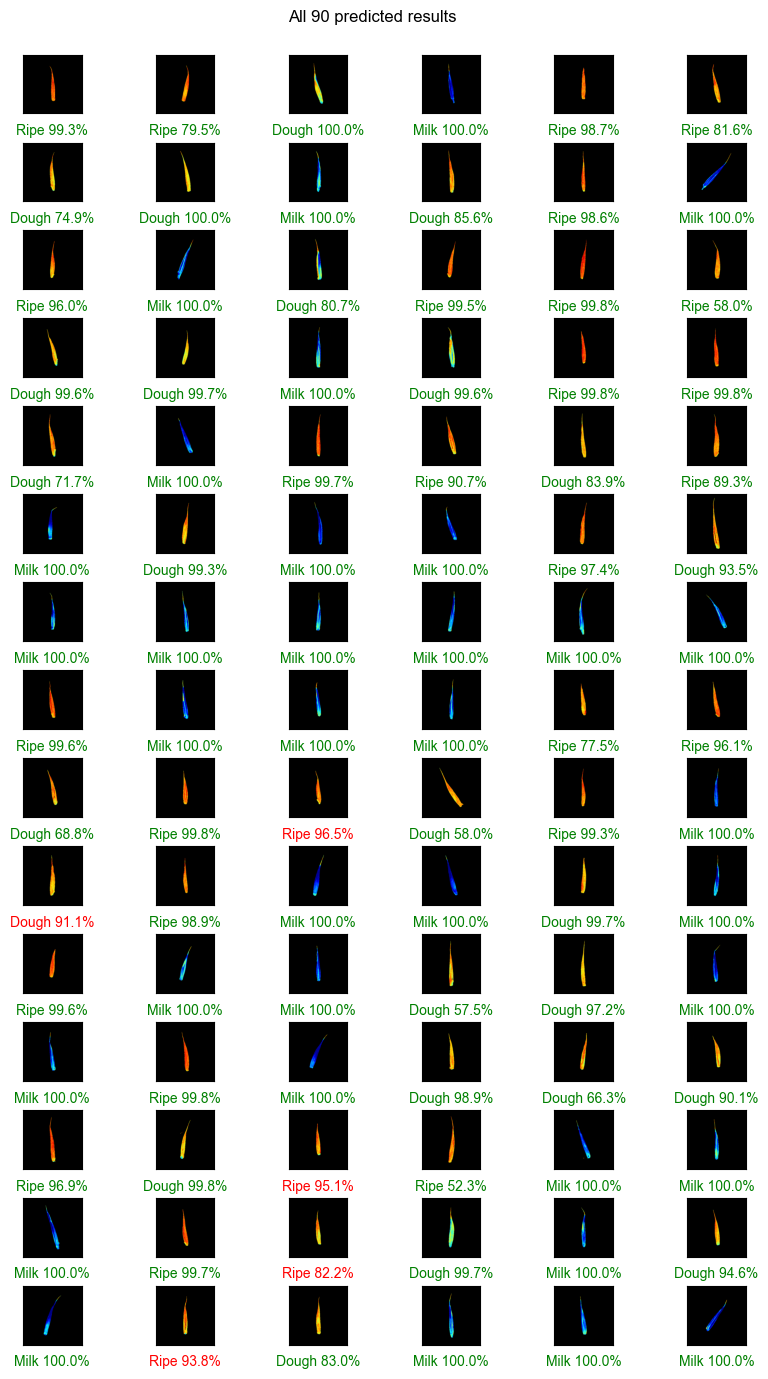 All 90 predicted results
Ripe 99.3% Ripe 79.5% Dough 100.0% Milk 100.0% Ripe 98.7% Ripe 81.6%
Dough 74.9% Dough 100.0% Milk 100.0% Dough 85.6% Ripe 98.6% Milk 100.0%
Ripe 96.0% Milk 100.0% Dough 80.7% Ripe 99.5% Ripe 99.8% Ripe 58.0%
Dough 99.6% Dough 99.7% Milk 100.0% Dough 99.6% Ripe 99.8% Ripe 99.8%
Dough 71.7% Milk 100.0% Ripe 99.7% Ripe 90.7% Dough 83.9% Ripe 89.3%
Milk 100.0% Dough 99.3% Milk 100.0% Milk 100.0% Ripe 97.4% Dough 93.5%
Milk 100.0% Milk 100.0% Milk 100.0% Milk 100.0% Milk 100.0% Milk 100.0%
Ripe 99.6% Milk 100.0% Milk 100.0% Milk 100.0% Ripe 77.5% Ripe 96.1%
Dough 68.8% Ripe 99.8% Ripe 96.5% Dough 58.0% Ripe 99.3% Milk 100.0%
Dough 91.1% Ripe 98.9% Milk 100.0% Milk 100.0% Dough 99.7% Milk 100.0%
Ripe 99.6% Milk 100.0% Milk 100.0% Dough 57.5% Dough 97.2% Milk 100.0%
Milk 100.0% Ripe 99.8% Milk 100.0% Dough 98.9% Dough 66.3% Dough 90.1%
Ripe 96.9% Dough 99.8% Ripe 95.1% Ripe 52.3% Milk 100.0% Milk 100.0%
Milk 100.0% Ripe 99.7% Ripe 82.2% Dough 99.7% Milk 100.0% Dough 94.6%
Milk 100.0% Ripe 93.8% Dough 83.0% Milk 100.0% Milk 100.0% Milk 100.0%